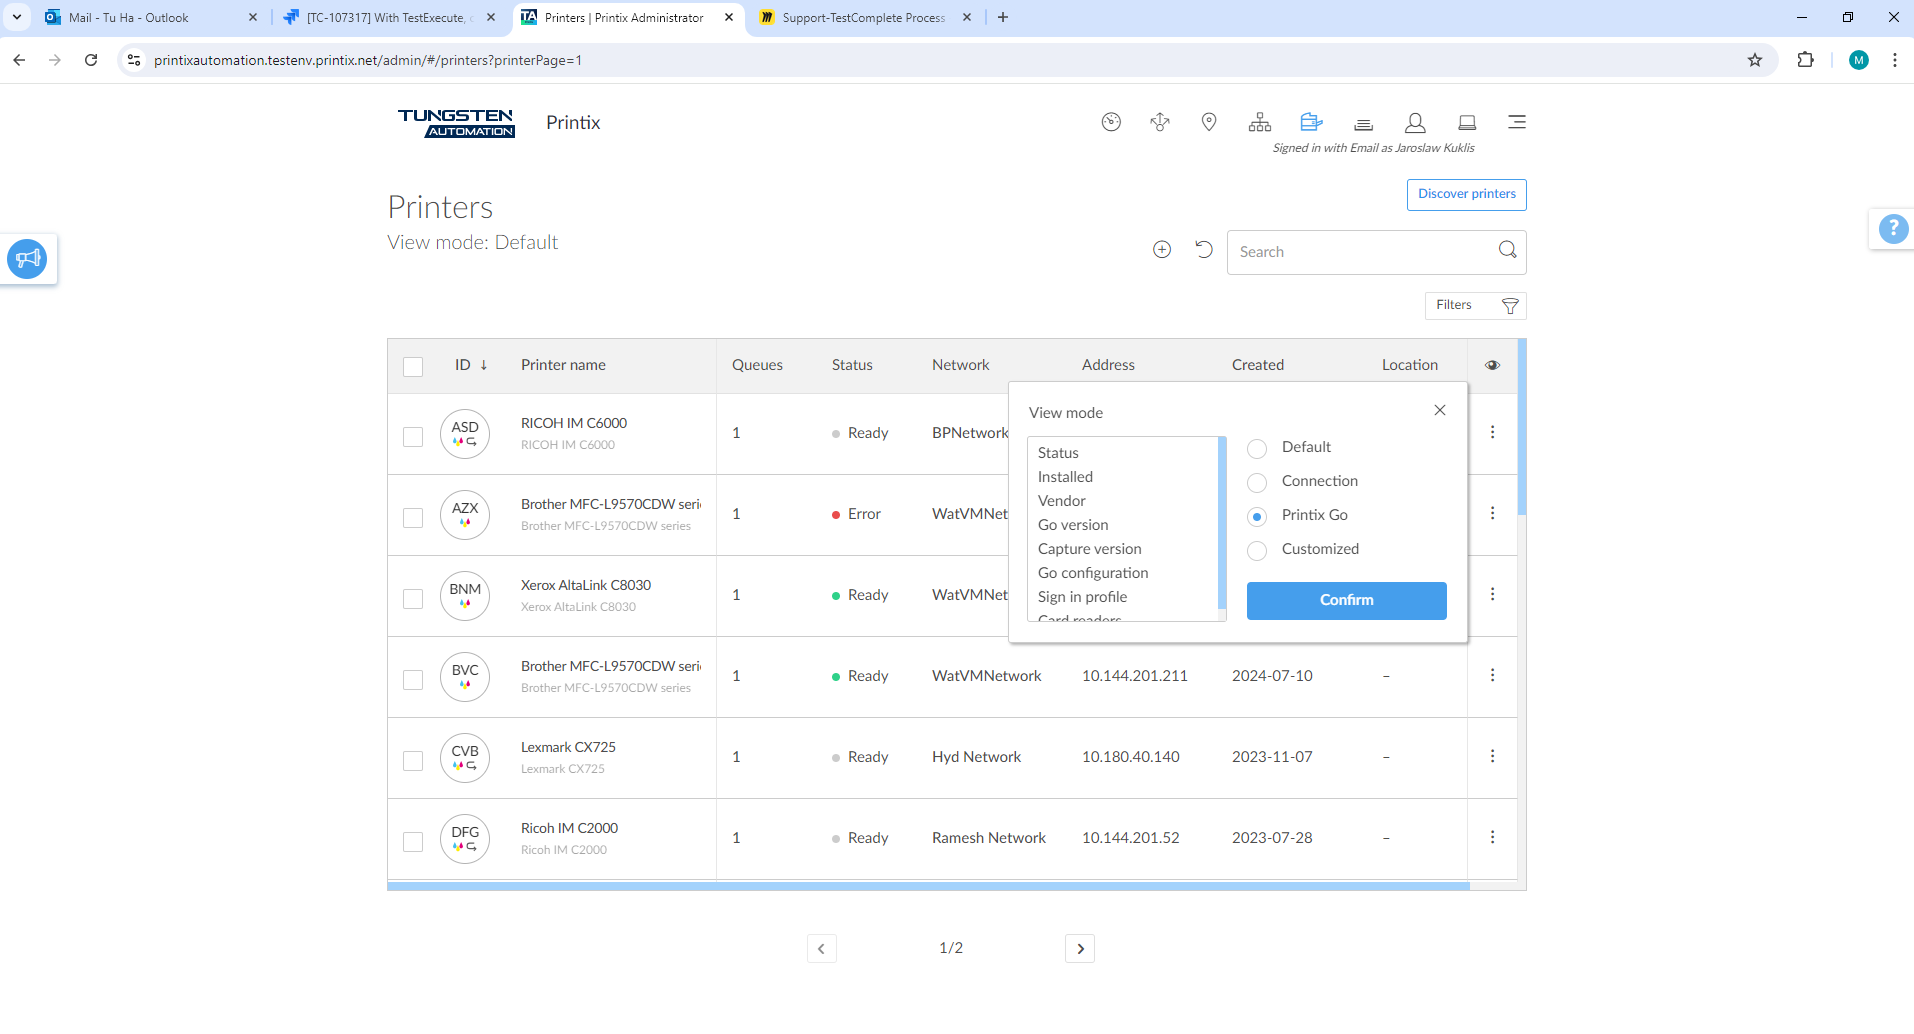 Mail - Tu Ha - Outlook
[TC-107317] With TestExecute, c
Printers | Printix Administrator
Support-TestComplete Process
printixautomation.testenv.printix.net/admin/#/printers?printerPage=1
M
TUNGSTEN
AUTOMATION
Printix
Signed in with Email as Jaroslaw Kuklis
Printers
View mode: Default
Discover printers
?
Search
Filters
ID ↓ Printer name Queues Status Network Address Created Location
ASD RICOH IM C6000 1 Ready BPNetwork
RICOH IM C6000
AZX Brother MFC-L9570CDW seri 1 Error WatVMNet
Brother MFC-L9570CDW series
BNM Xerox AltaLink C8030 1 Ready WatVMNet
Xerox AltaLink C8030
View mode
Status
Installed
Vendor
Go version
Capture version
Go configuration
Sign in profile
Card readers
Default
Connection
Printix Go
Customized
Confirm
BVC Brother MFC-L9570CDW seri 1 Ready WatVMNetwork 10.144.201.211 2024-07-10 –
Brother MFC-L9570CDW series
CVB Lexmark CX725 1 Ready Hyd Network 10.180.40.140 2023-11-07 –
Lexmark CX725
DFG Ricoh IM C2000 1 Ready Ramesh Network 10.144.201.52 2023-07-28 –
Ricoh IM C2000
1/2